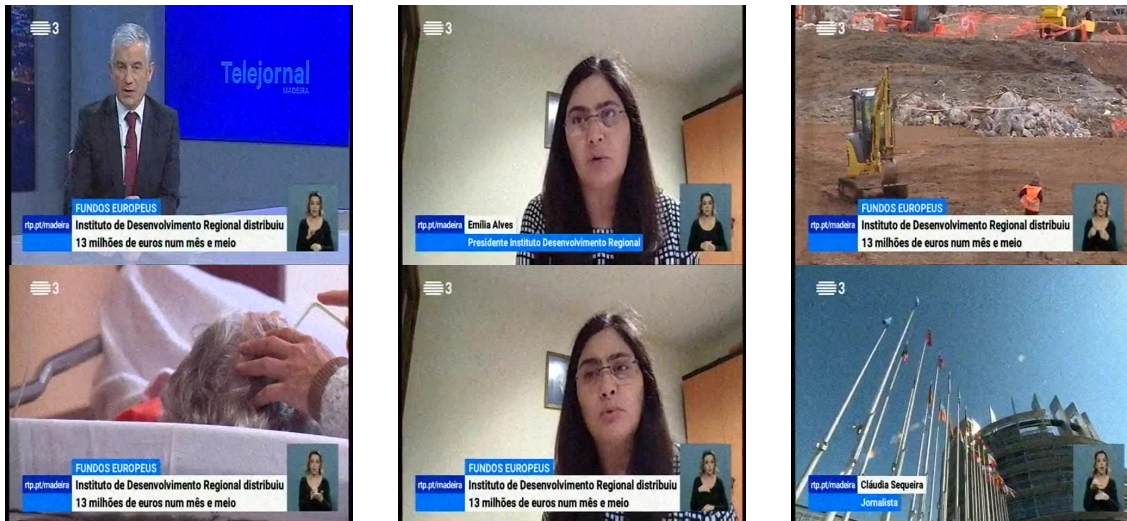 3
Telejornal
MADEIRA
FUNDOS EUROPEUS
rtp.pt/madeira
Instituto de Desenvolvimento Regional distribuiu
13 milhões de euros num mês e meio
3
rtp.pt/madeira
Emília Alves
Presidente Instituto Desenvolvimento Regional
3
FUNDOS EUROPEUS
rtp.pt/madeira
Instituto de Desenvolvimento Regional distribuiu
13 milhões de euros num mês e meio
3
FUNDOS EUROPEUS
rtp.pt/madeira
Instituto de Desenvolvimento Regional distribuiu
13 milhões de euros num mês e meio
3
FUNDOS EUROPEUS
rtp.pt/madeira
Instituto de Desenvolvimento Regional distribuiu
13 milhões de euros num mês e meio
3
rtp.pt/madeira
Cláudia Sequeira
Jornalista